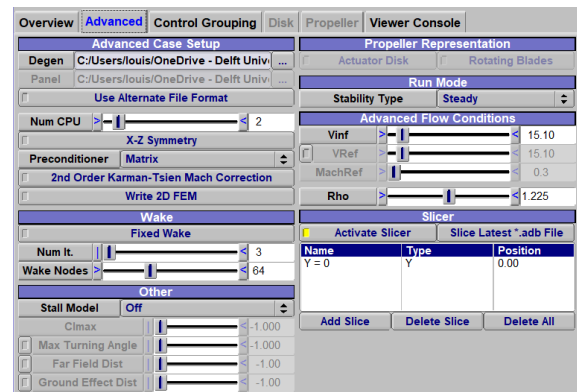 Overview Advanced Control Grouping Disk Propeller Viewer Console
Advanced Case Setup
Degen C:/Users/louis/OneDrive - Delft Univ ...
Panel C:/Users/louis/OneDrive - Delft Univ ...
Use Alternate File Format
Num CPU > < 2
X-Z Symmetry
Preconditioner Matrix
2nd Order Karman-Tsien Mach Correction
Write 2D FEM
Wake
Fixed Wake
Num It. | < 3
Wake Nodes > < 64
Other
Stall Model Off
Clmax | < -1.000
Max Turning Angle | < -1.000
Far Field Dist | < -1.00
Ground Effect Dist | < -1.00
Propeller Representation
Actuator Disk Rotating Blades
Run Mode
Stability Type Steady
Advanced Flow Conditions
Vinf > < 15.10
VRef > < 15.10
MachRef > < 0.3
Rho > < 1.225
Slicer
Activate Slicer Slice Latest *.adb File
Name Type Position
Y = 0 Y 0.00
Add Slice Delete Slice Delete All